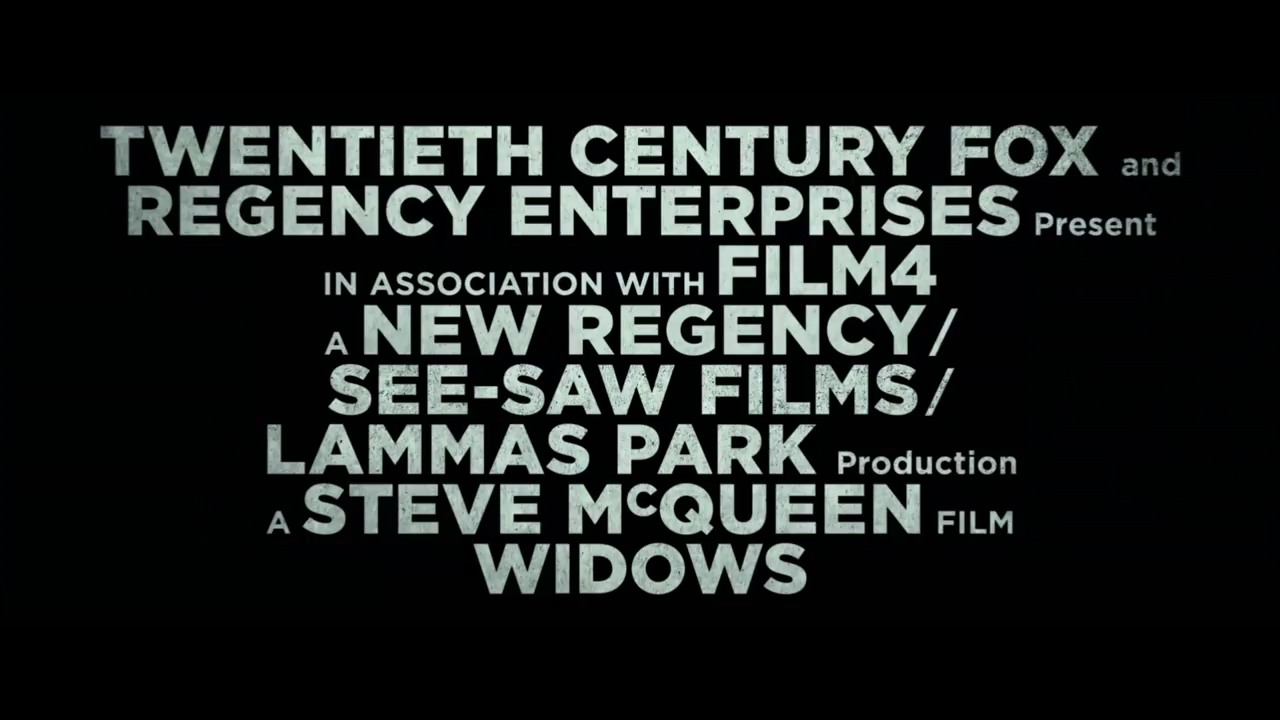 TWENTIETH CENTURY FOX and
REGENCY ENTERPRISES Present
IN ASSOCIATION WITH FILM4
A NEW REGENCY/
SEE-SAW FILMS/
LAMMAS PARK Production
A STEVE McQUEEN FILM
WIDOWS